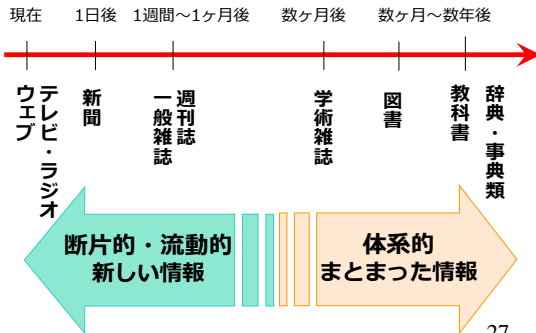 現在
1日後
1週間～1ヶ月後
数ヶ月後
数ヶ月～数年後
テレビ・ラジオ
ウェブ
新聞
週刊誌
一般雑誌
学術雑誌
図書
教科書
辞典・事典類
断片的・流動的
新しい情報
体系的
まとまった情報
27